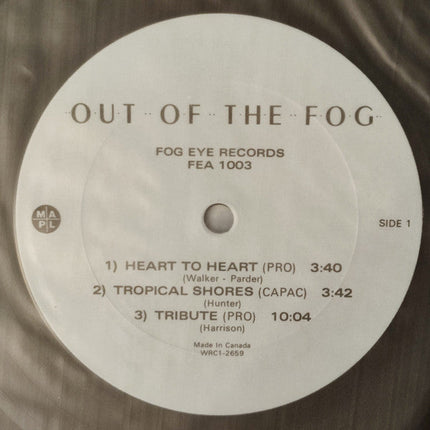 OUT OF THE FOG
FOG EYE RECORDS
FEA 1003
MAPL
SIDE 1
1) HEART TO HEART (PRO) 3:40
(Walker - Parder)
2) TROPICAL SHORES (CAPAC) 3:42
(Hunter)
3) TRIBUTE (PRO) 10:04
(Harrison)
Made In Canada
WRC1-2659